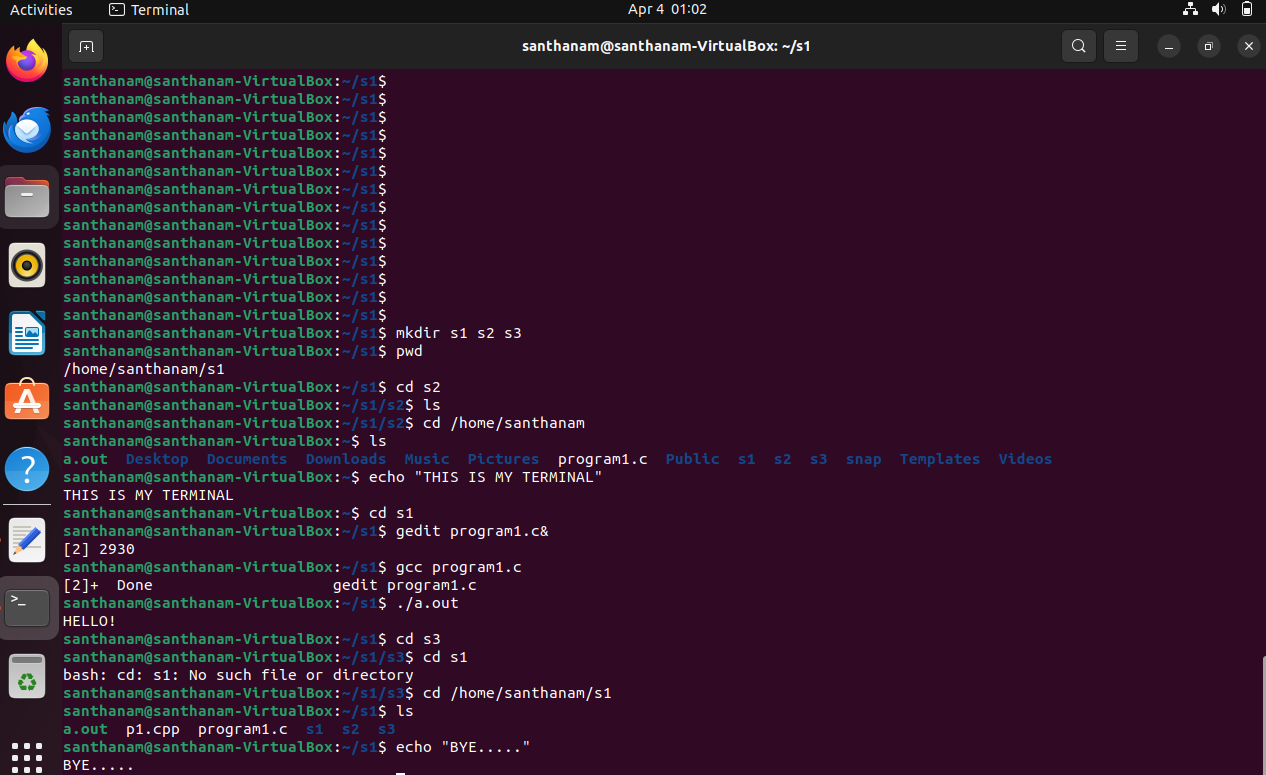 Activities Terminal Apr 4 01:02
santhanam@santhanam-VirtualBox: ~/s1
santhanam@santhanam-VirtualBox:~/s1$
santhanam@santhanam-VirtualBox:~/s1$
santhanam@santhanam-VirtualBox:~/s1$
santhanam@santhanam-VirtualBox:~/s1$
santhanam@santhanam-VirtualBox:~/s1$
santhanam@santhanam-VirtualBox:~/s1$
santhanam@santhanam-VirtualBox:~/s1$
santhanam@santhanam-VirtualBox:~/s1$
santhanam@santhanam-VirtualBox:~/s1$
santhanam@santhanam-VirtualBox:~/s1$
santhanam@santhanam-VirtualBox:~/s1$
santhanam@santhanam-VirtualBox:~/s1$
santhanam@santhanam-VirtualBox:~/s1$
santhanam@santhanam-VirtualBox:~/s1$
santhanam@santhanam-VirtualBox:~/s1$ mkdir s1 s2 s3
santhanam@santhanam-VirtualBox:~/s1$ pwd
/home/santhanam/s1
santhanam@santhanam-VirtualBox:~/s1$ cd s2
santhanam@santhanam-VirtualBox:~/s1/s2$ ls
santhanam@santhanam-VirtualBox:~/s1/s2$ cd /home/santhanam
santhanam@santhanam-VirtualBox:~$ ls
a.out Desktop Documents Downloads Music Pictures program1.c Public s1 s2 s3 snap Templates Videos
santhanam@santhanam-VirtualBox:~$ echo "THIS IS MY TERMINAL"
THIS IS MY TERMINAL
santhanam@santhanam-VirtualBox:~$ cd s1
santhanam@santhanam-VirtualBox:~/s1$ gedit program1.c&
[2] 2930
santhanam@santhanam-VirtualBox:~/s1$ gcc program1.c
[2]+ Done gedit program1.c
santhanam@santhanam-VirtualBox:~/s1$ ./a.out
HELLO!
santhanam@santhanam-VirtualBox:~/s1$ cd s3
santhanam@santhanam-VirtualBox:~/s1/s3$ cd s1
bash: cd: s1: No such file or directory
santhanam@santhanam-VirtualBox:~/s1/s3$ cd /home/santhanam/s1
santhanam@santhanam-VirtualBox:~/s1$ ls
a.out p1.cpp program1.c s1 s2 s3
santhanam@santhanam-VirtualBox:~/s1$ echo "BYE....."
BYE.....